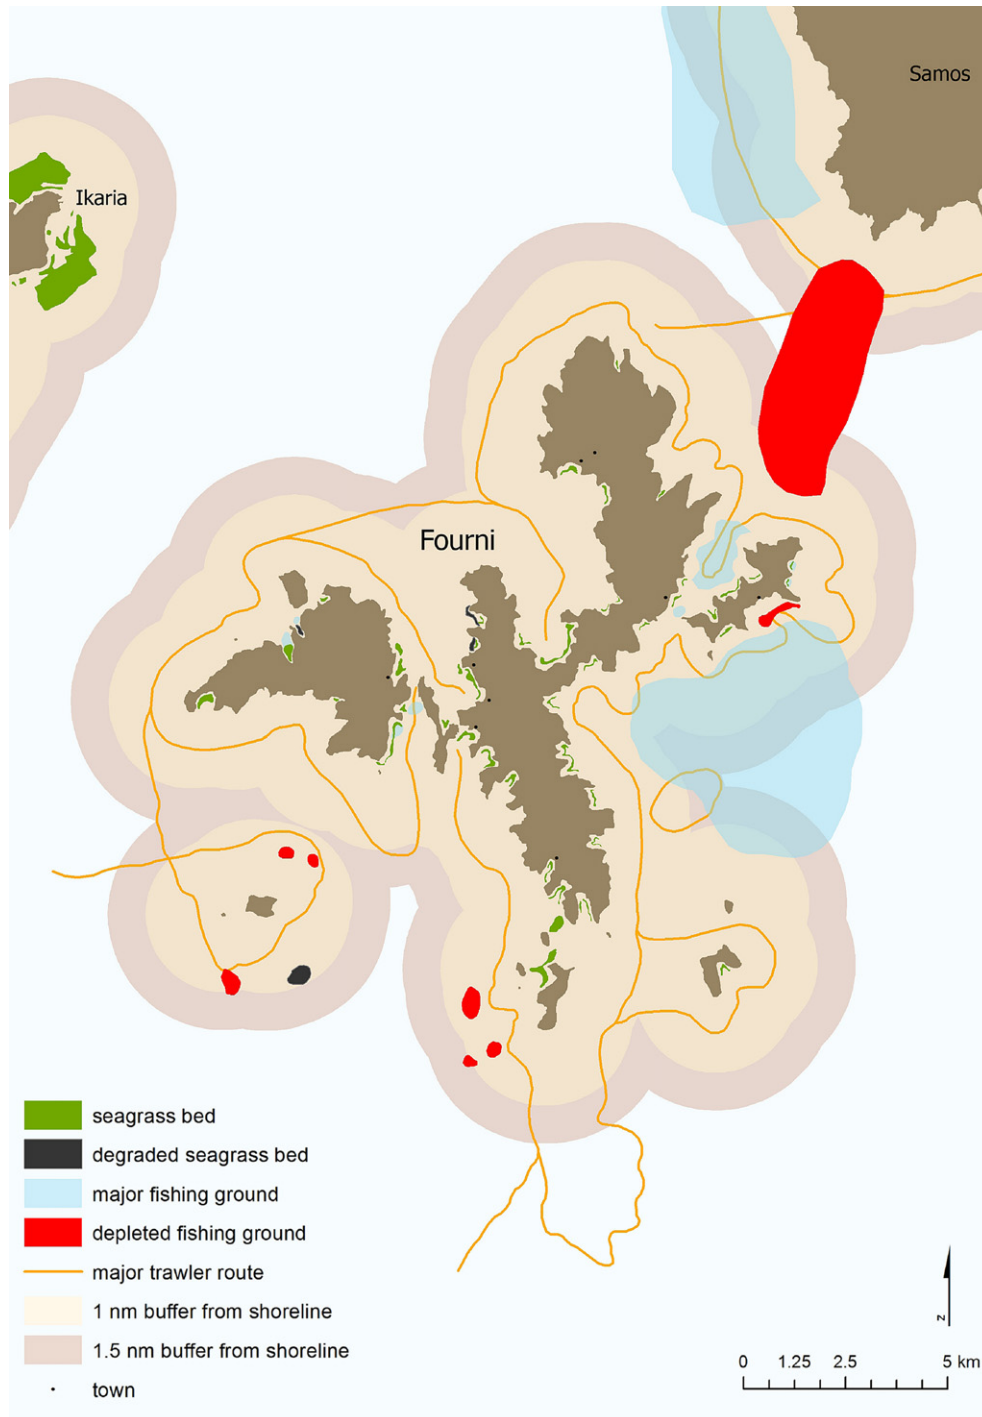 Samos
Ikaria
Fourni
seagrass bed
degraded seagrass bed
major fishing ground
depleted fishing ground
major trawler route
1 nm buffer from shoreline
1.5 nm buffer from shoreline
town
N
0 1.25 2.5 5 km